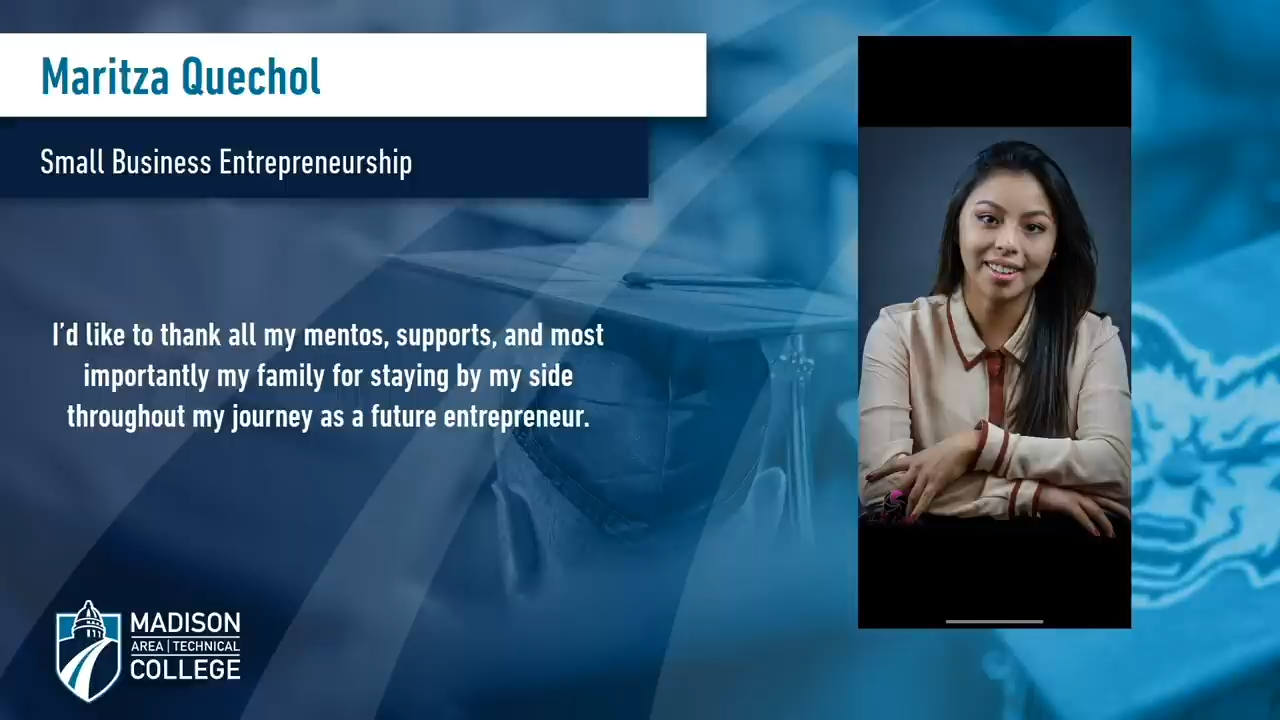 Maritza Quechol
Small Business Entrepreneurship
I'd like to thank all my mentos, supports, and most
importantly my family for staying by my side
throughout my journey as a future entrepreneur.
MADISON
AREA | TECHNICAL
COLLEGE